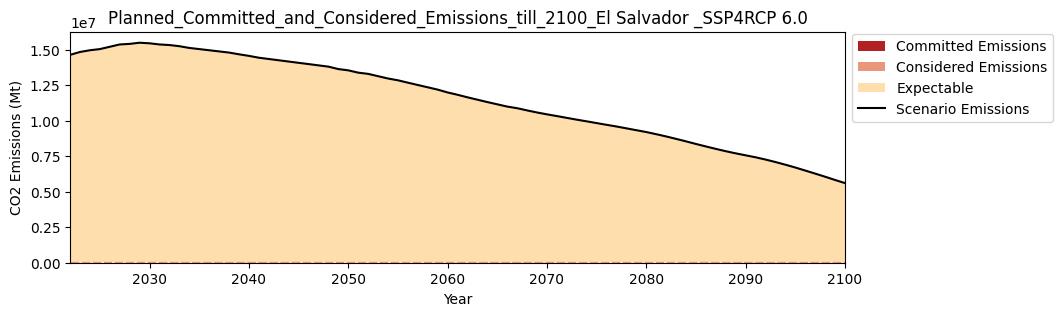 Planned_Committed_and_Considered_Emissions_till_2100_El Salvador _SSP4RCP 6.0
1e7
1.50
1.25
1.00
0.75
0.50
0.25
0.00
CO2 Emissions (Mt)
2030 2040 2050 2060 2070 2080 2090 2100
Year
Committed Emissions
Considered Emissions
Expectable
Scenario Emissions